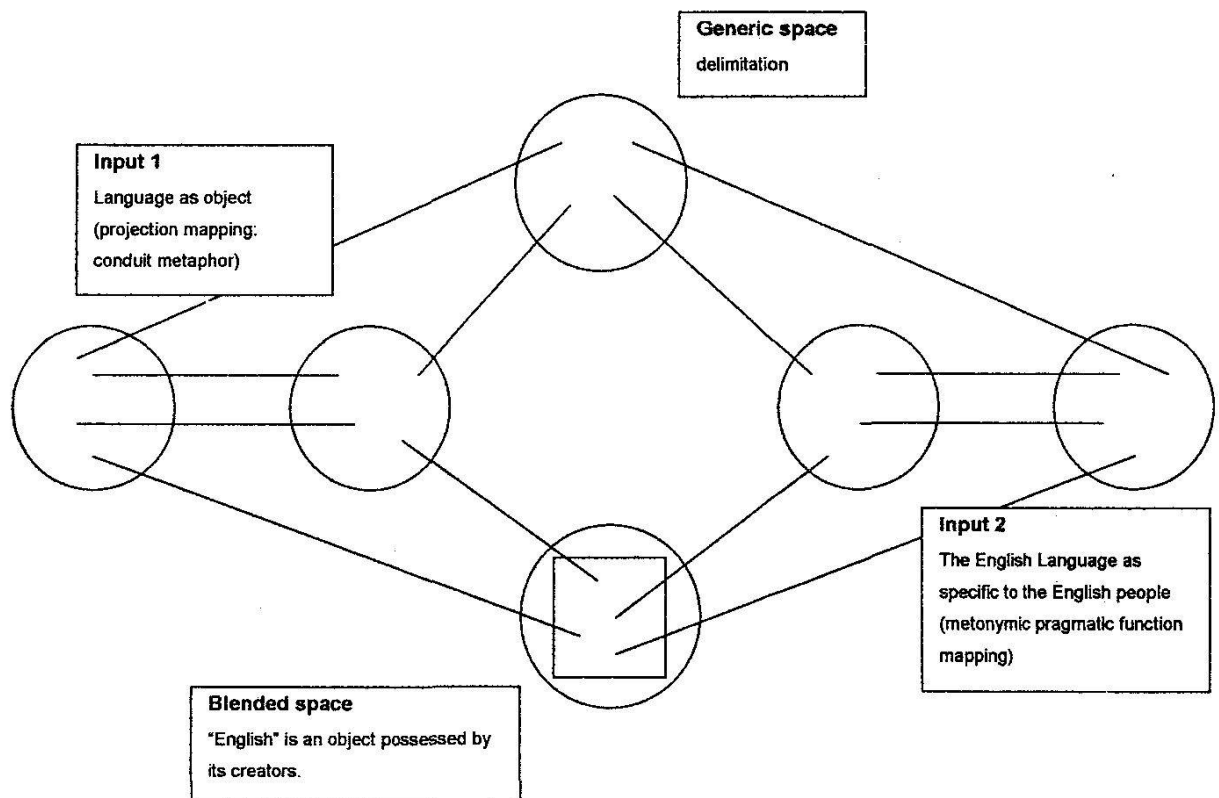 Generic space
delimitation
Input 1
Language as object
(projection mapping:
conduit metaphor)
Input 2
The English Language as
specific to the English people
(metonymic pragmatic function
mapping)
Blended space
"English" is an object possessed by
its creators.